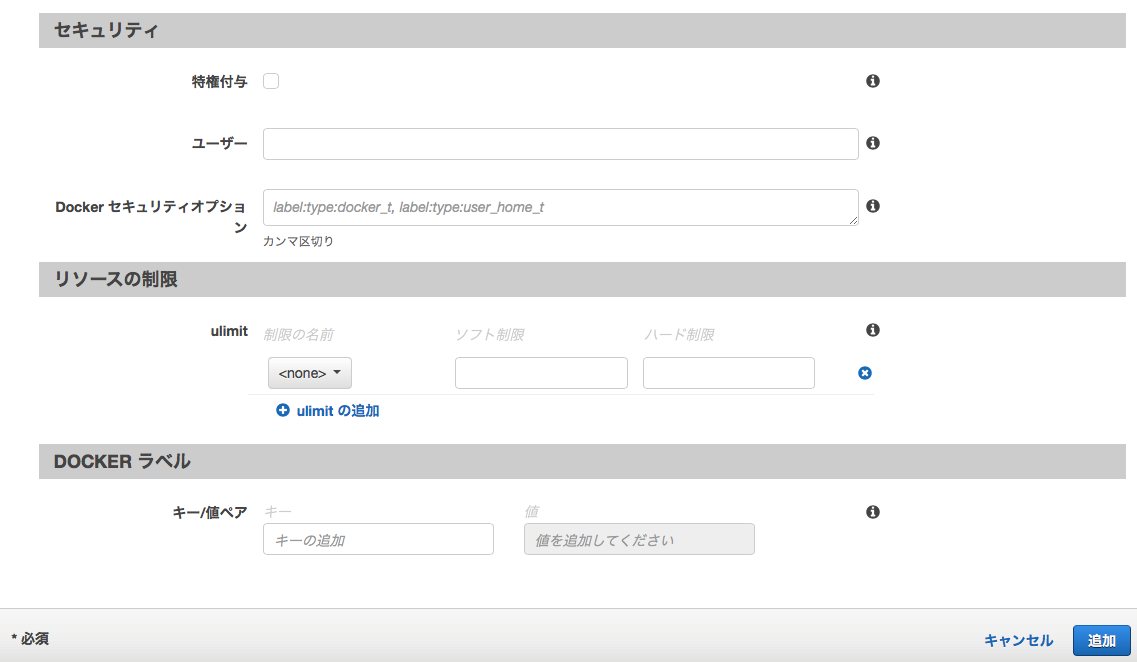 セキュリティ
特権付与
ユーザー
Docker セキュリティオプショ
ン
label:type:docker_t, label:type:user_home_t
カンマ区切り
リソースの制限
ulimit 制限の名前 ソフト制限 ハード制限
<none>
ulimit の追加
DOCKER ラベル
キー/値ペア キー 値
キーの追加 値を追加してください
* 必須 キャンセル 追加